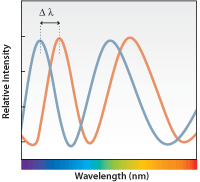 Δ λ
Relative Intensity
Wavelength (nm)